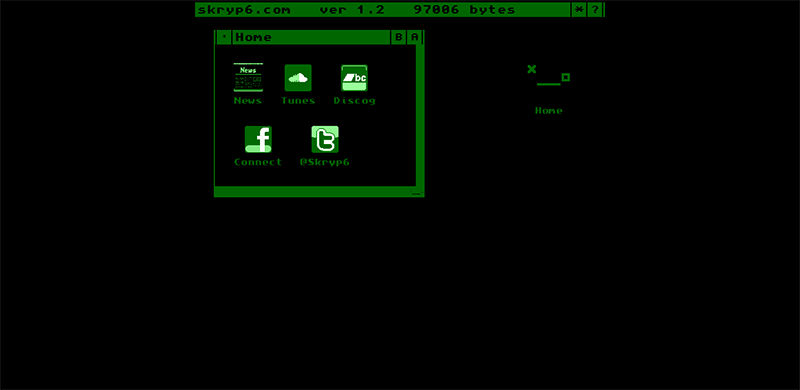 skryp6.com ver 1.2 97006 bytes * ?
· Home B A
News
bc
News Tunes Discog
Home
f t
Connect @Skryp6